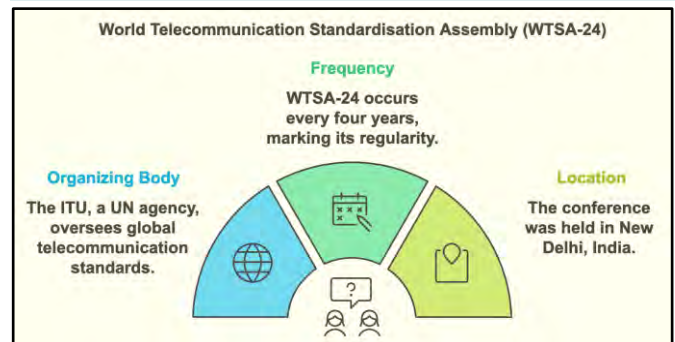 World Telecommunication Standardisation Assembly (WTSA-24)
Frequency
WTSA-24 occurs
every four years,
marking its regularity.
Organizing Body
The ITU, a UN agency,
oversees global
telecommunication
standards.
Location
The conference
was held in New
Delhi, India.
?